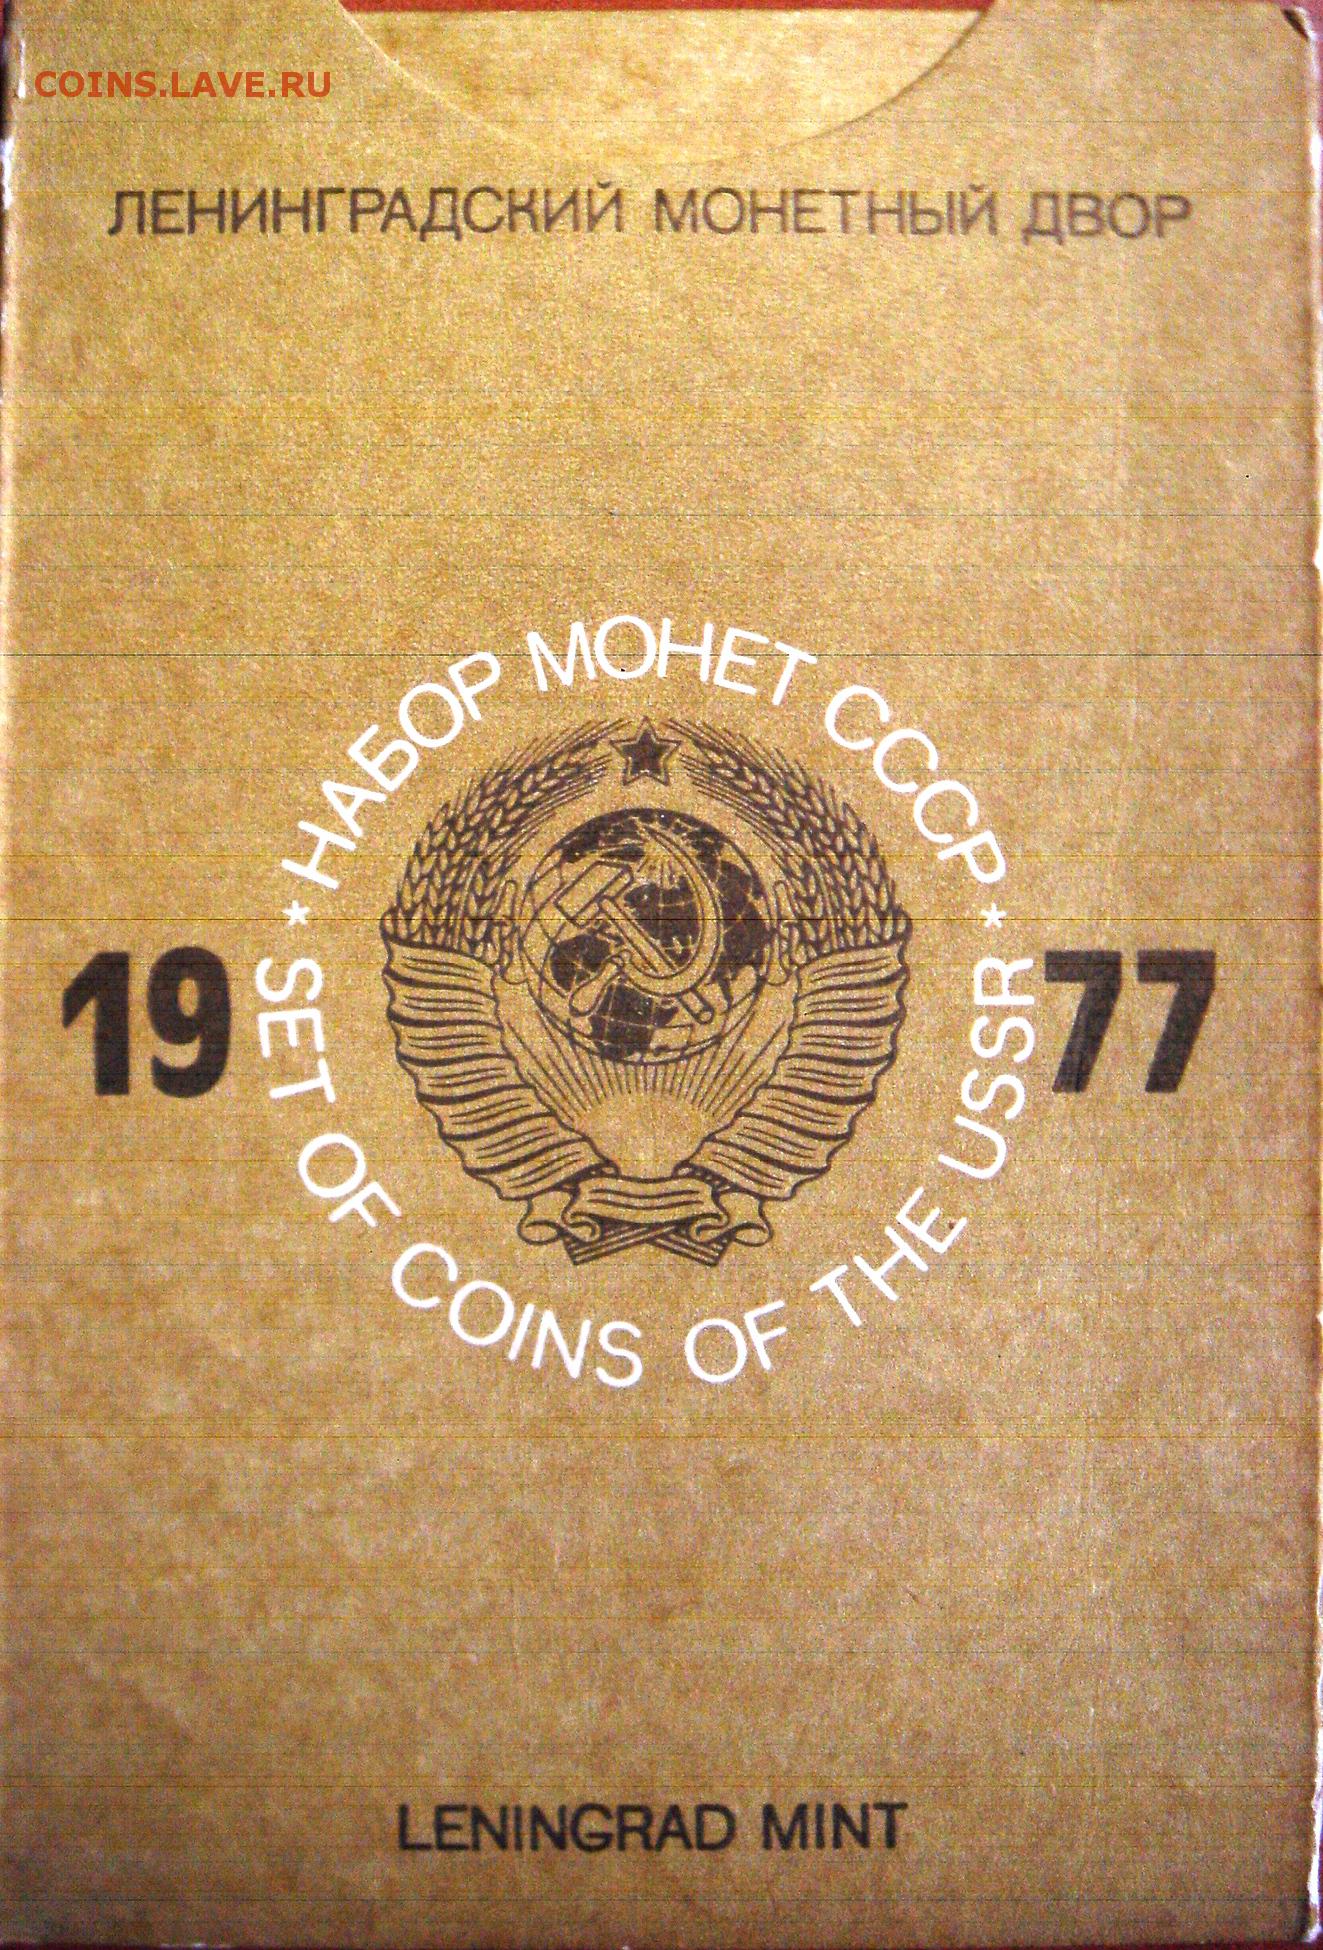 COINS.LAVE.RU
ЛЕНИНГРАДСКИЙ МОНЕТНЫЙ ДВОР
★ НАБОР МОНЕТ СССР ★
19 77
SET OF COINS OF THE USSR
LENINGRAD MINT